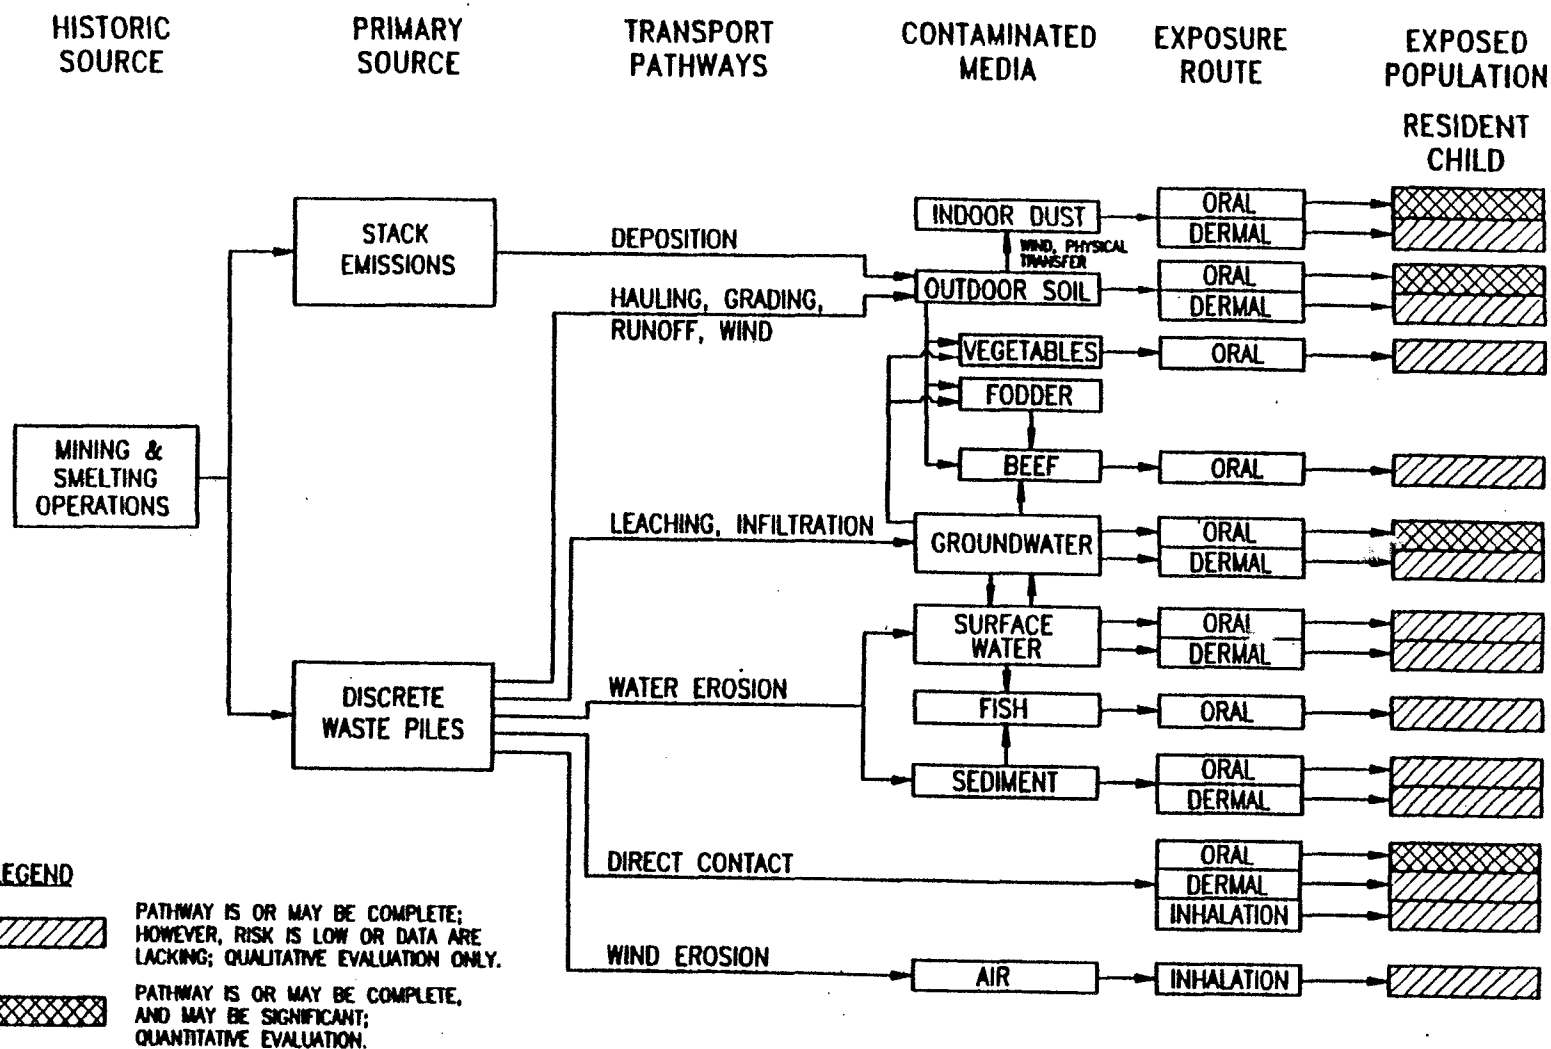 HISTORIC
SOURCE
PRIMARY
SOURCE
TRANSPORT
PATHWAYS
CONTAMINATED
MEDIA
EXPOSURE
ROUTE
EXPOSED
POPULATION
RESIDENT
CHILD
MINING &
SMELTING
OPERATIONS
STACK
EMISSIONS
DISCRETE
WASTE PILES
DEPOSITION
HAULING, GRADING,
RUNOFF, WIND
LEACHING, INFILTRATION
WATER EROSION
DIRECT CONTACT
WIND EROSION
INDOOR DUST
WIND, PHYSICAL
TRANSFER
OUTDOOR SOIL
VEGETABLES
FODDER
BEEF
GROUNDWATER
SURFACE
WATER
FISH
SEDIMENT
AIR
ORAL
DERMAL
ORAL
DERMAL
ORAL
ORAL
ORAL
DERMAL
ORAL
DERMAL
ORAL
ORAL
DERMAL
ORAL
DERMAL
INHALATION
INHALATION
EGEND
PATHWAY IS OR MAY BE COMPLETE;
HOWEVER, RISK IS LOW OR DATA ARE
LACKING; QUALITATIVE EVALUATION ONLY.
PATHWAY IS OR MAY BE COMPLETE,
AND MAY BE SIGNIFICANT;
QUANTITATIVE EVALUATION.